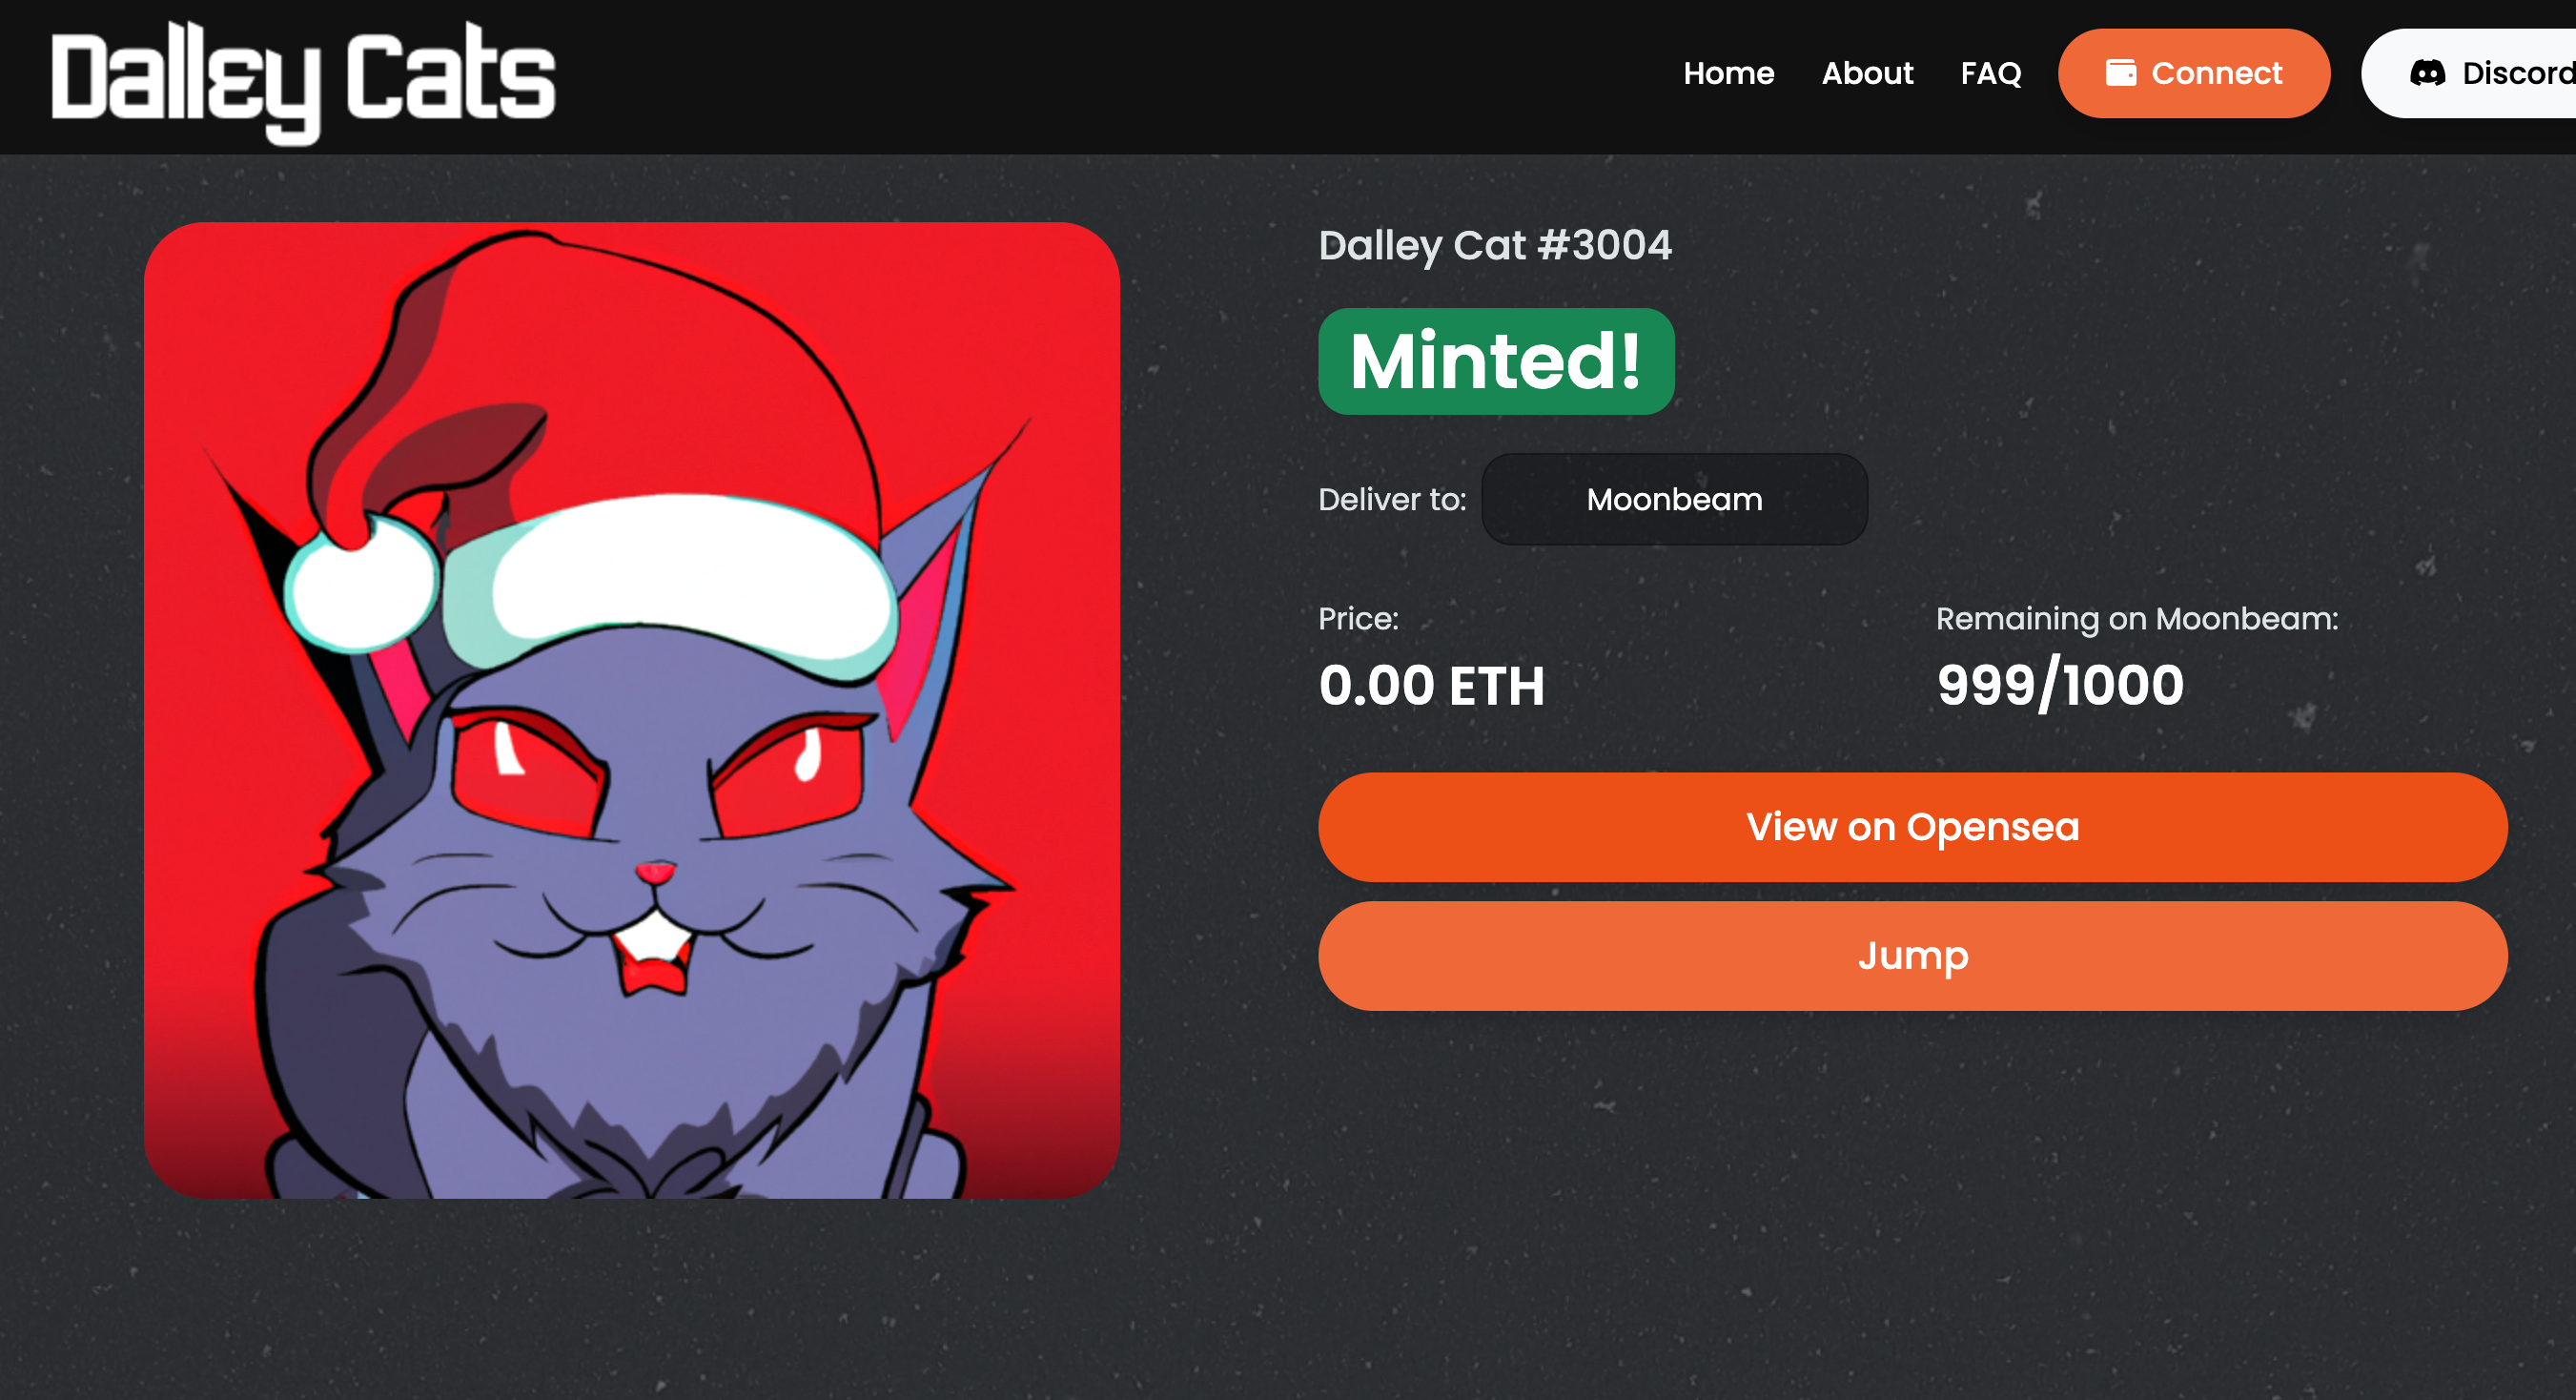 Dalley Cats
Home
About
FAQ
Connect
Discord
Dalley Cat #3004
Minted!
Deliver to:
Moonbeam
Price:
Remaining on Moonbeam:
0.00 ETH
999/1000
View on Opensea
Jump